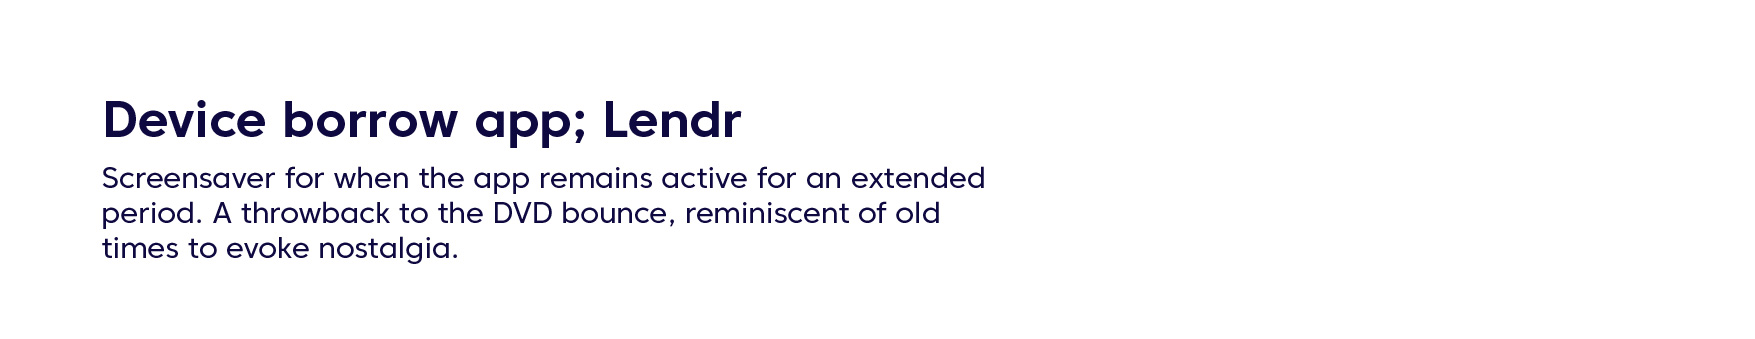 Device borrow app; Lendr
Screensaver for when the app remains active for an extended
period. A throwback to the DVD bounce, reminiscent of old
times to evoke nostalgia.